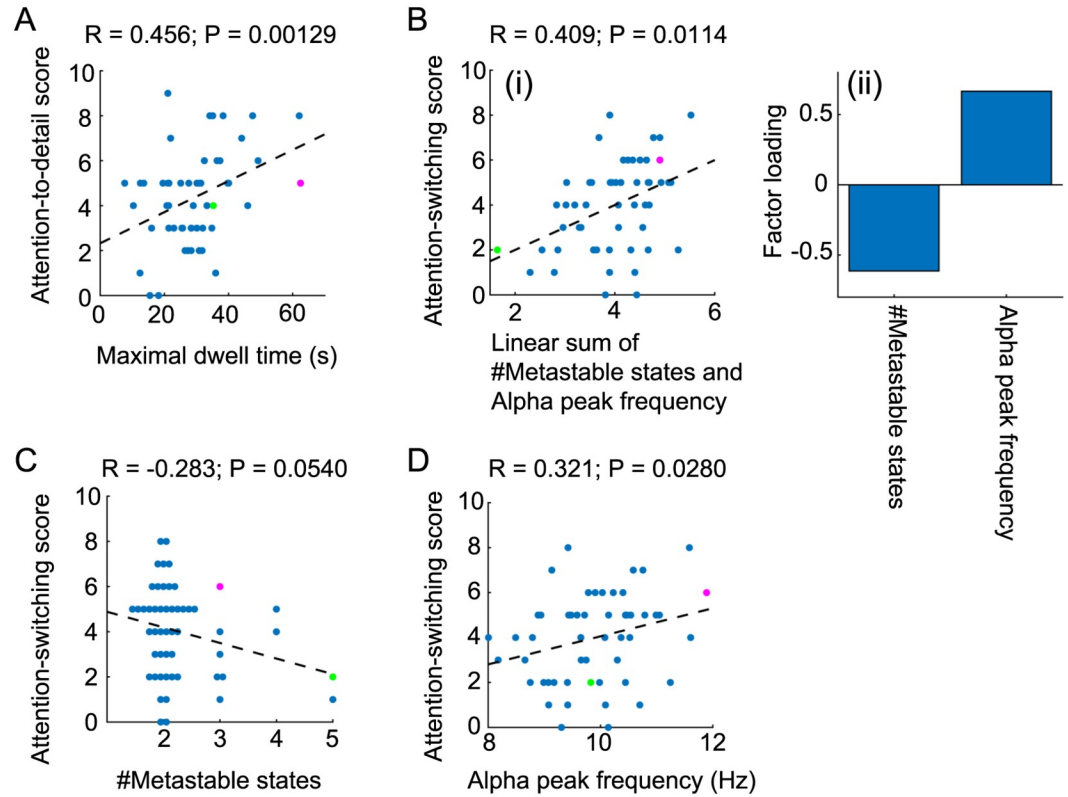 A
R = 0.456; P = 0.00129
Attention-to-detail score
10
8
6
4
2
0
0 20 40 60
Maximal dwell time (s)
B
R = 0.409; P = 0.0114
(i)
Attention-switching score
10
8
6
4
2
0
2 4 6
Linear sum of
#Metastable states and
Alpha peak frequency
(ii)
Factor loading
0.5
0
-0.5
#Metastable states
Alpha peak frequency
C
R = -0.283; P = 0.0540
Attention-switching score
10
8
6
4
2
0
2 3 4 5
#Metastable states
D
R = 0.321; P = 0.0280
Attention-switching score
10
8
6
4
2
0
8 10 12
Alpha peak frequency (Hz)